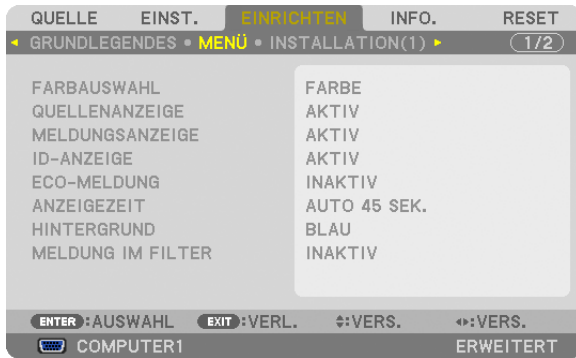 QUELLE EINST. EINRICHTEN INFO. RESET
GRUNDLEGENDES • MENÜ • INSTALLATION(1) 1/2
FARBAUSWAHL FARBE
QUELLENANZEIGE AKTIV
MELDUNGSANZEIGE AKTIV
ID-ANZEIGE AKTIV
ECO-MELDUNG INAKTIV
ANZEIGEZEIT AUTO 45 SEK.
HINTERGRUND BLAU
MELDUNG IM FILTER INAKTIV
ENTER :AUSWAHL EXIT :VERL. :VERS. :VERS.
COMPUTER1 ERWEITERT